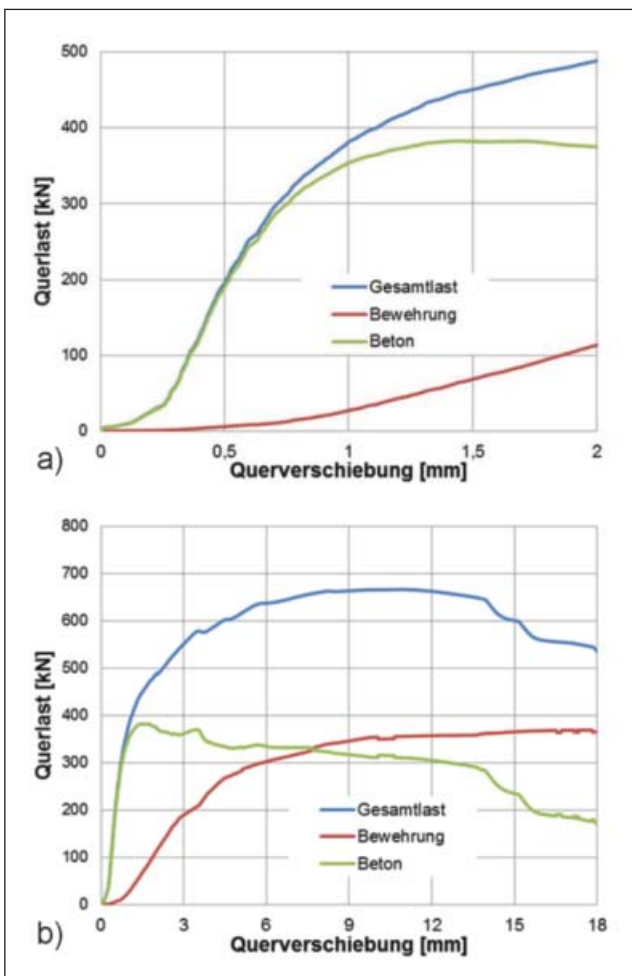 500
400
300
200
100
0
Querlast [kN]
Gesamtlast
Bewehrung
Beton
0 0,5 1 1,5 2
a)
Querverschiebung [mm]
800
700
600
500
400
300
200
100
0
Querlast [kN]
Gesamtlast
Bewehrung
Beton
0 3 6 9 12 15 18
b)
Querverschiebung [mm]